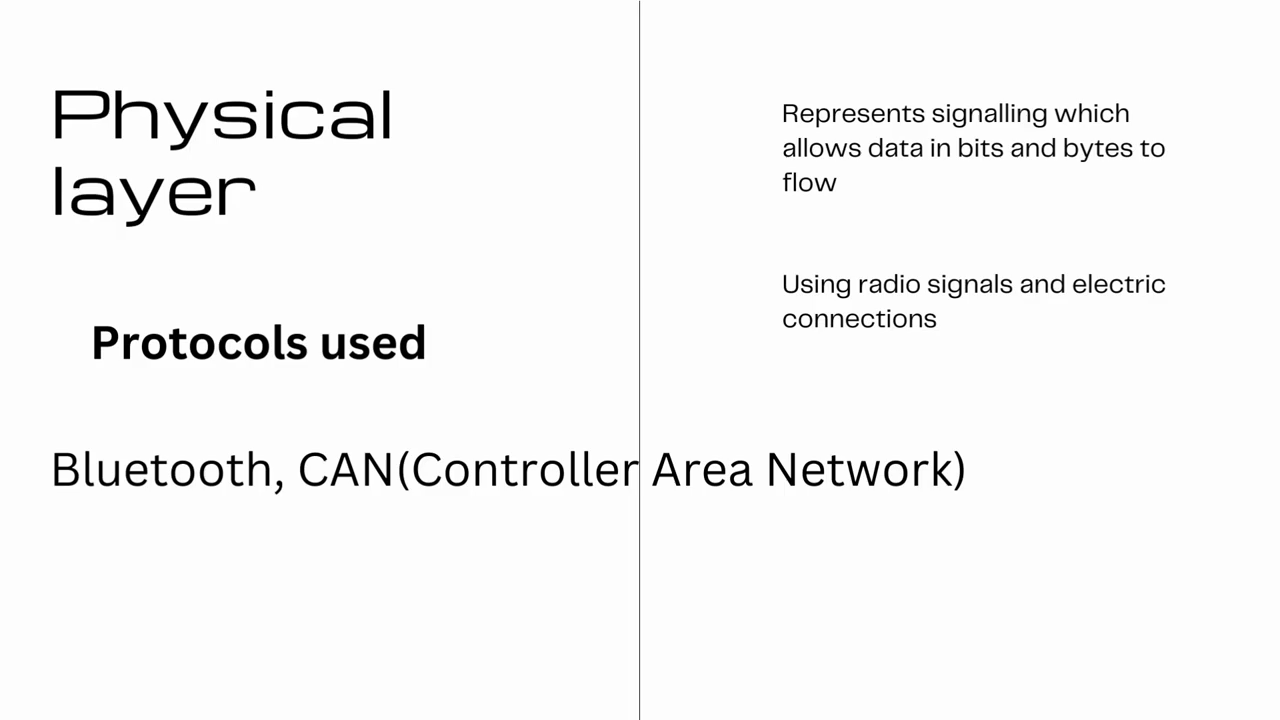 Physical
layer
Protocols used
Bluetooth, CAN(Controller Area Network)
Represents signalling which
allows data in bits and bytes to
flow
Using radio signals and electric
connections